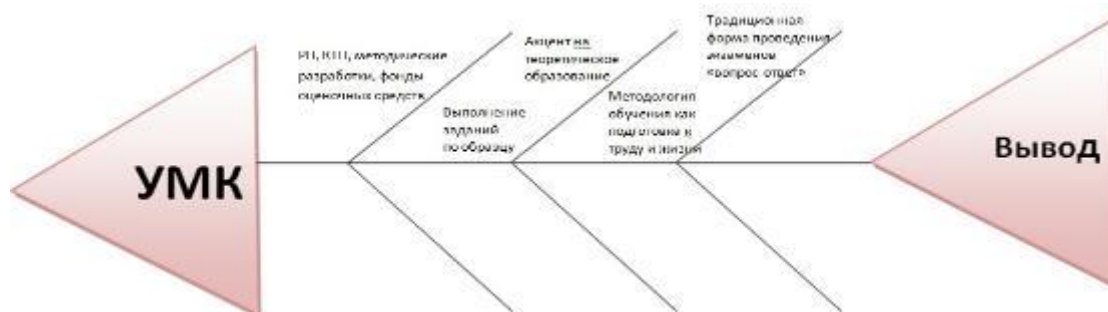 УМК
РП, КТП, методические
разработки, фонды
оценочных средств
Выполнение
заданий
по образцу
Акцент на
теоретическое
образование
Методология
обучения как
подготовка к
труду и жизни
Традиционная
форма проведения
экзаменов
«вопрос-ответ»
Вывод